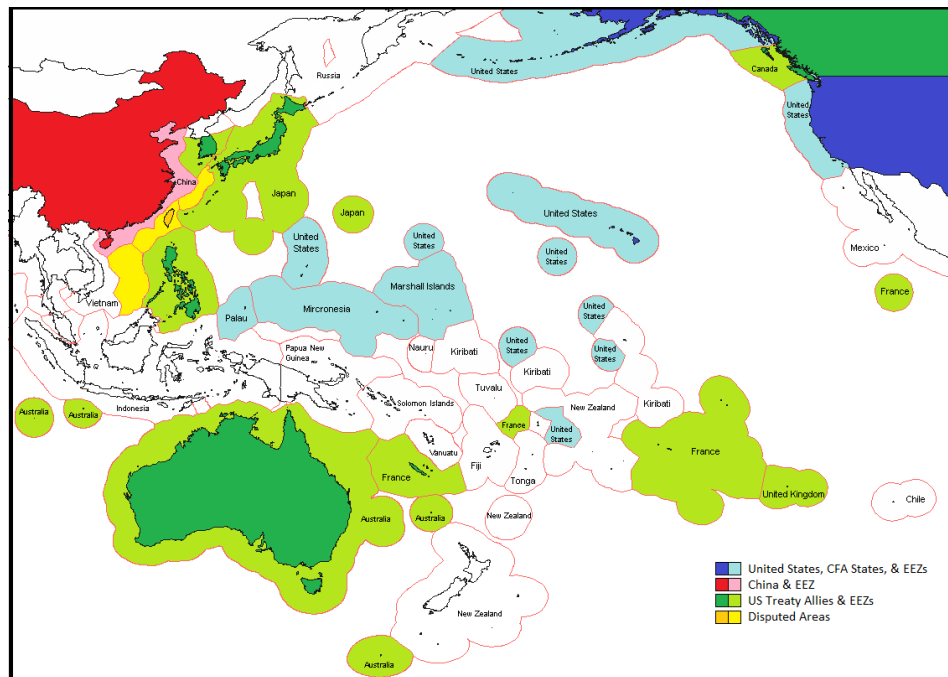 Russia
United States
Canada
United
States
China
Japan
Japan
United
States
United
States
United States
United
States
Mexico
France
Vietnam
Palau
Mircronesia
Marshall Islands
United
States
Papua New
Guinea
Nauru
Kiribati
United
States
Kiribati
United
States
Tuvalu
Australia
Australia
Indonesia
Solomon Islands
New Zealand
Kiribati
France
1
United
States
Vanuatu
Fiji
Tonga
France
France
United Kingdom
Chile
Australia
Australia
New Zealand
New Zealand
Australia
United States, CFA States, & EEZs
China & EEZ
US Treaty Allies & EEZs
Disputed Areas